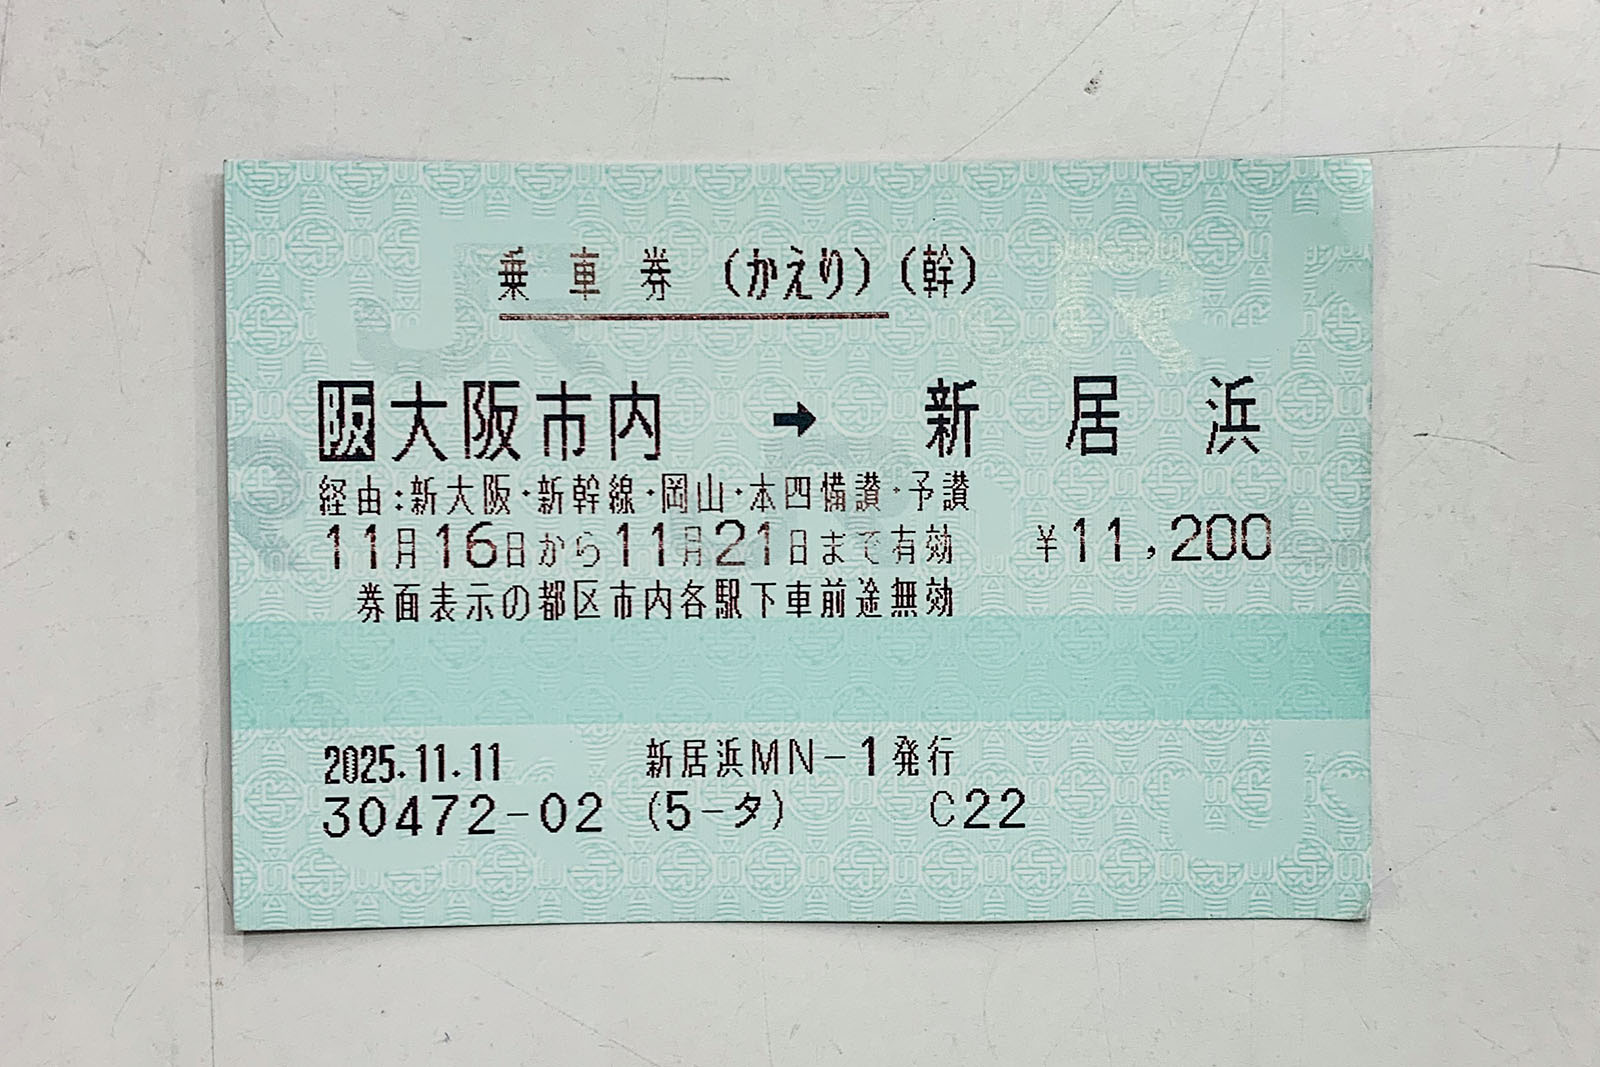 乗車券(かえり)(幹)
阪大阪市内 ➡ 新居浜
経由:新大阪・新幹線・岡山・本四備讃・予讃
11月16日から11月21日まで有効 ¥11,200
券面表示の都区市内各駅下車前途無効
2025.11.11 新居浜MN-1発行
30472-02 (5-タ) C22